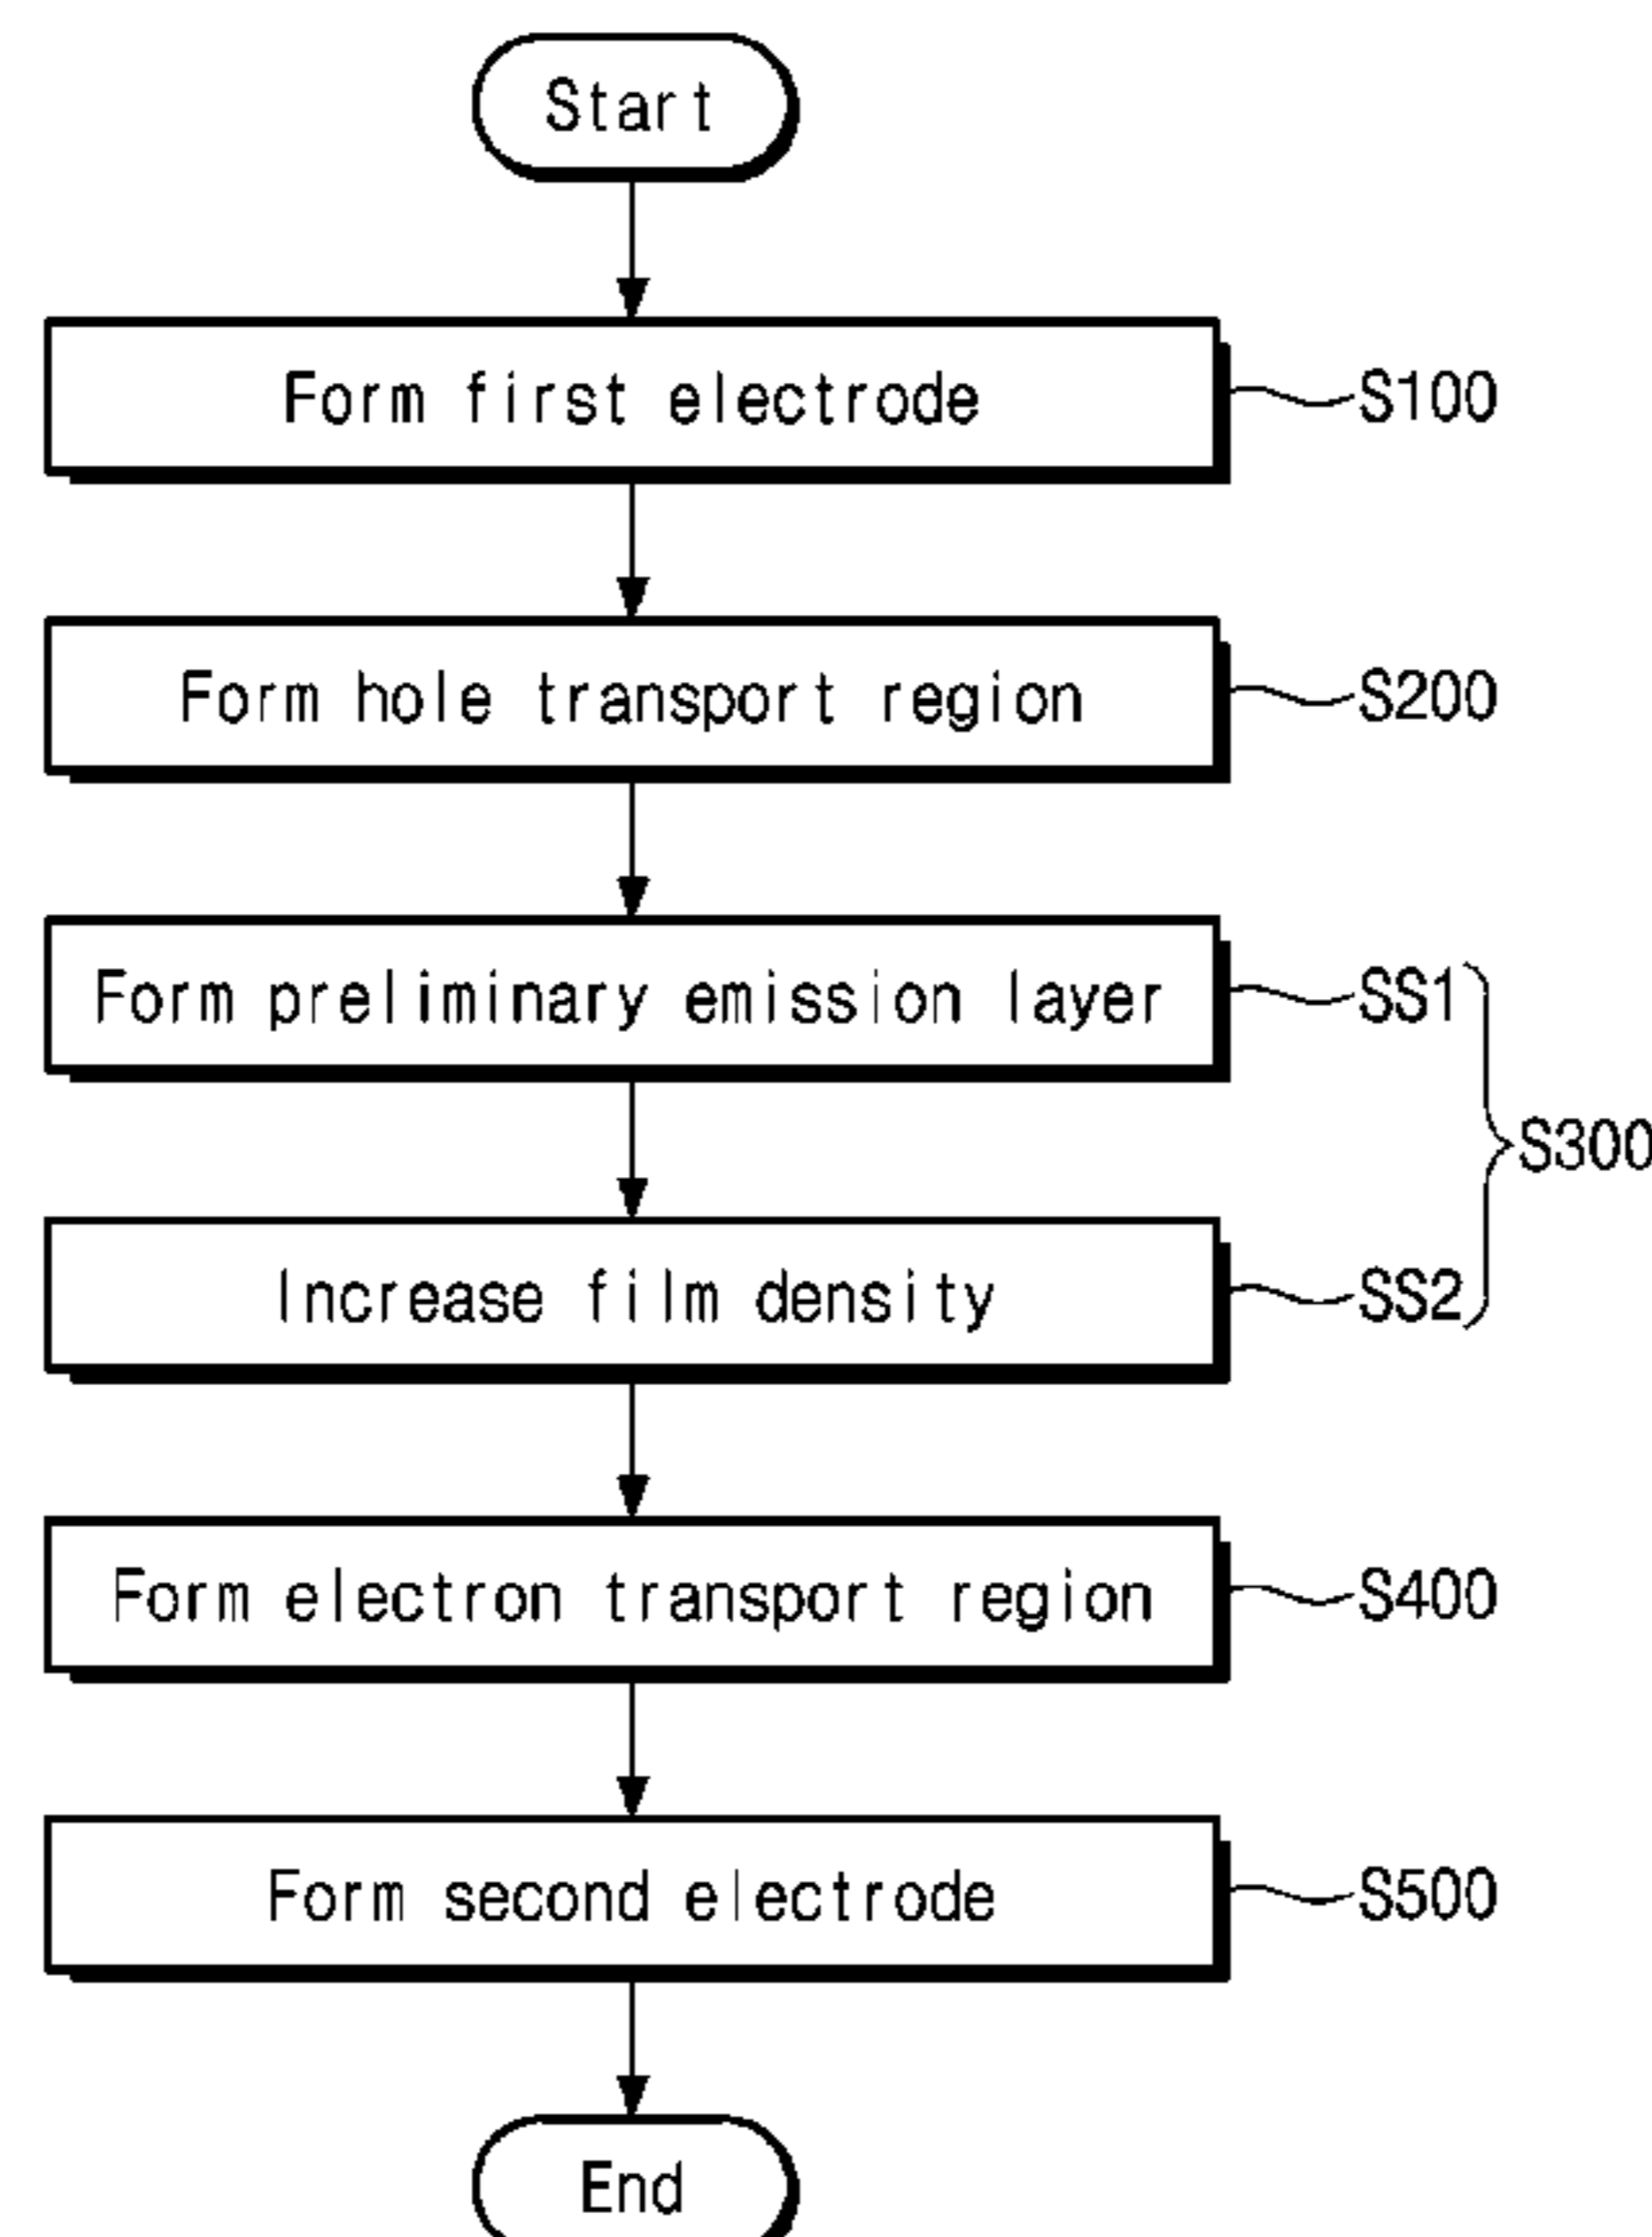 Start
Form first electrode
S100
Form hole transport region
S200
Form preliminary emission layer
SS1
S300
Increase film density
SS2
Form electron transport region
S400
Form second electrode
S500
End